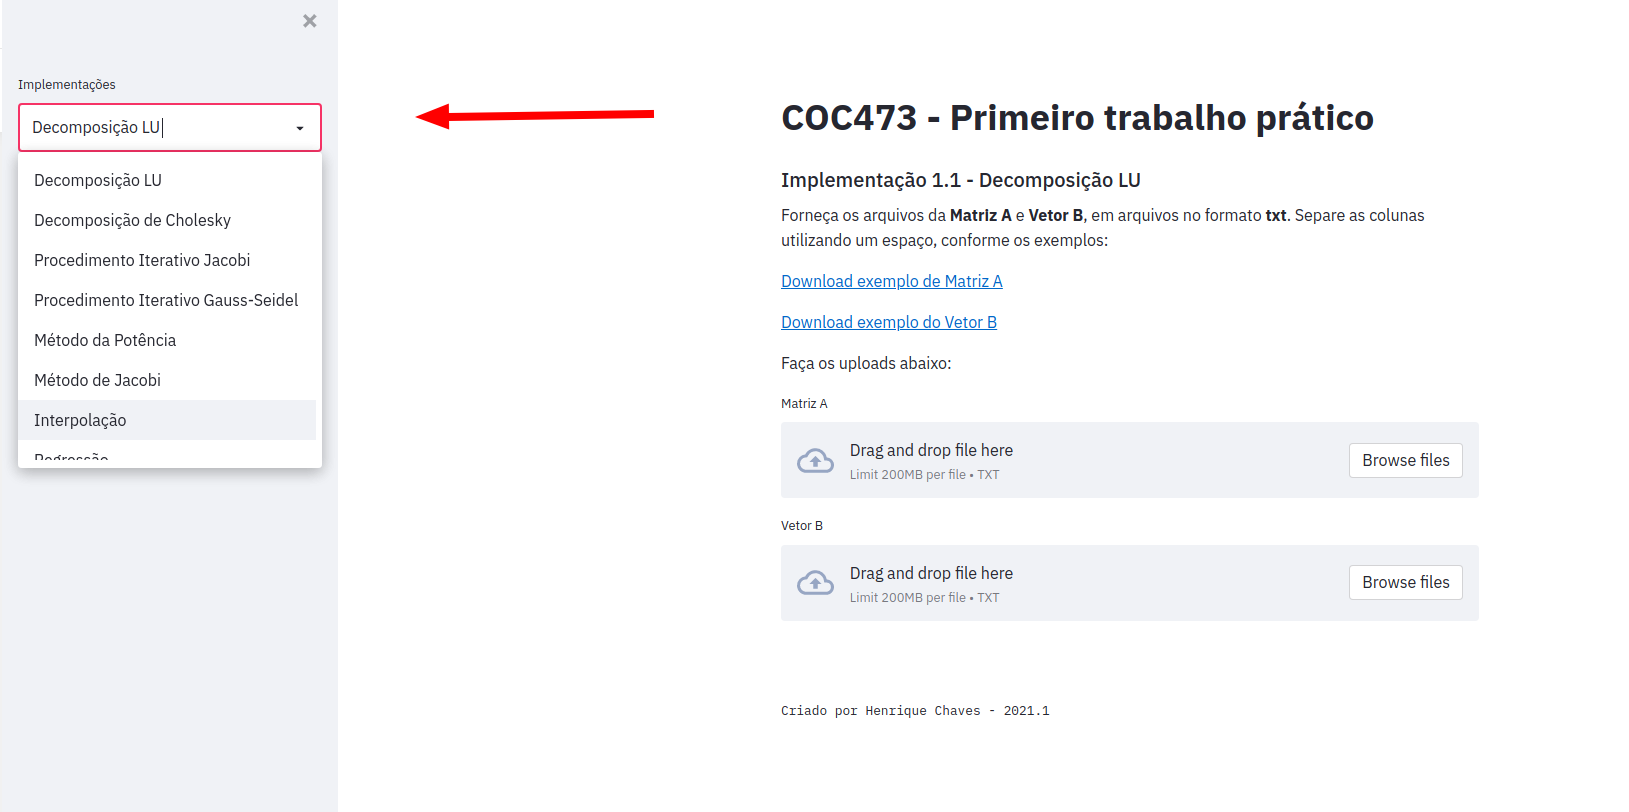 Implementações
Decomposição LU
Decomposição LU
Decomposição de Cholesky
Procedimento Iterativo Jacobi
Procedimento Iterativo Gauss-Seidel
Método da Potência
Método de Jacobi
Interpolação
Regressão
COC473 - Primeiro trabalho prático
Implementação 1.1 - Decomposição LU
Forneça os arquivos da Matriz A e Vetor B, em arquivos no formato txt. Separe as colunas
utilizando um espaço, conforme os exemplos:
Download exemplo de Matriz A
Download exemplo do Vetor B
Faça os uploads abaixo:
Matriz A
Drag and drop file here
Limit 200MB per file • TXT
Browse files
Vetor B
Drag and drop file here
Limit 200MB per file • TXT
Browse files
Criado por Henrique Chaves - 2021.1